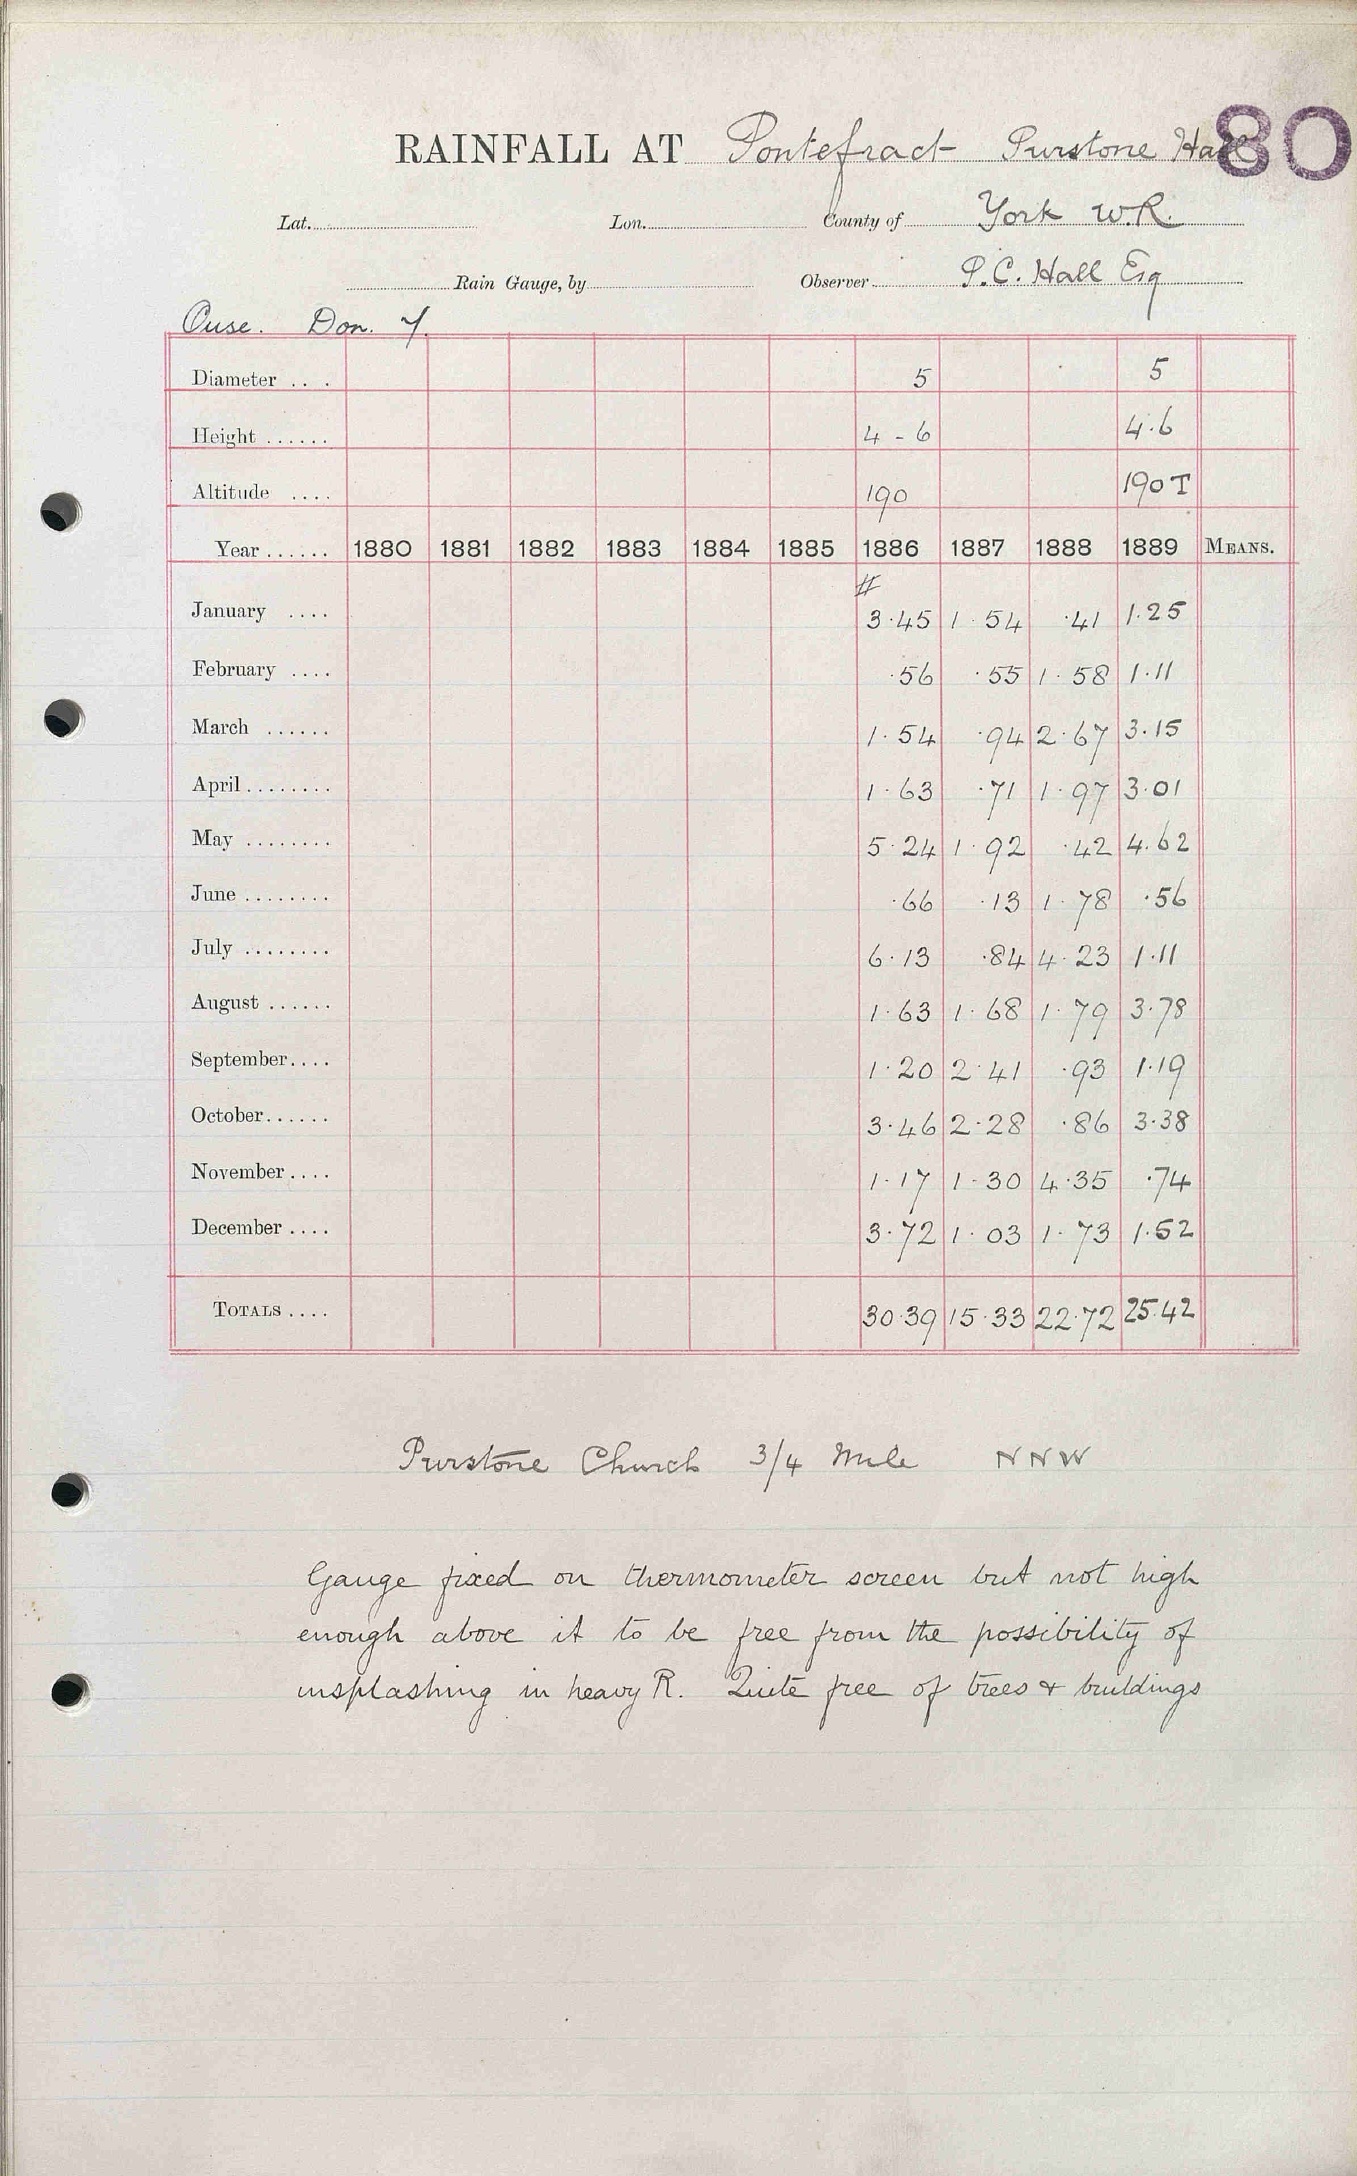 80
RAINFALL AT Pontefract Purstone Hall
Lat. Lon. County of York W.R.
Rain Gauge, by Observer P.C. Hall Esq
Ouse. Don. 7.
Diameter .. . 5 5
Height ...... 4 - 6 4.6
Altitude .... 190 190 T
Year ...... 1880 1881 1882 1883 1884 1885 1886 1887 1888 1889 MEANS.
#
January .... 3.45 1.54 .41 1.25
February .... .56 .55 1.58 1.11
March ...... 1.54 .94 2.67 3.15
April ........ 1.63 .71 1.97 3.01
May ........ 5.24 1.92 .42 4.62
June ........ .66 .13 1.78 .56
July ........ 6.13 .84 4.23 1.11
August ...... 1.63 1.68 1.79 3.78
September .... 1.20 2.41 .93 1.19
October ...... 3.46 2.28 .86 3.38
November .... 1.17 1.30 4.35 .74
December .... 3.72 1.03 1.73 1.52
TOTALS .... 30.39 15.33 22.72 25.42
Purstone Church 3/4 Mile NNW
Gauge fixed on thermometer screen but not high
enough above it to be free from the possibility of
insplashing in heavy R. Quite free of trees & buildings